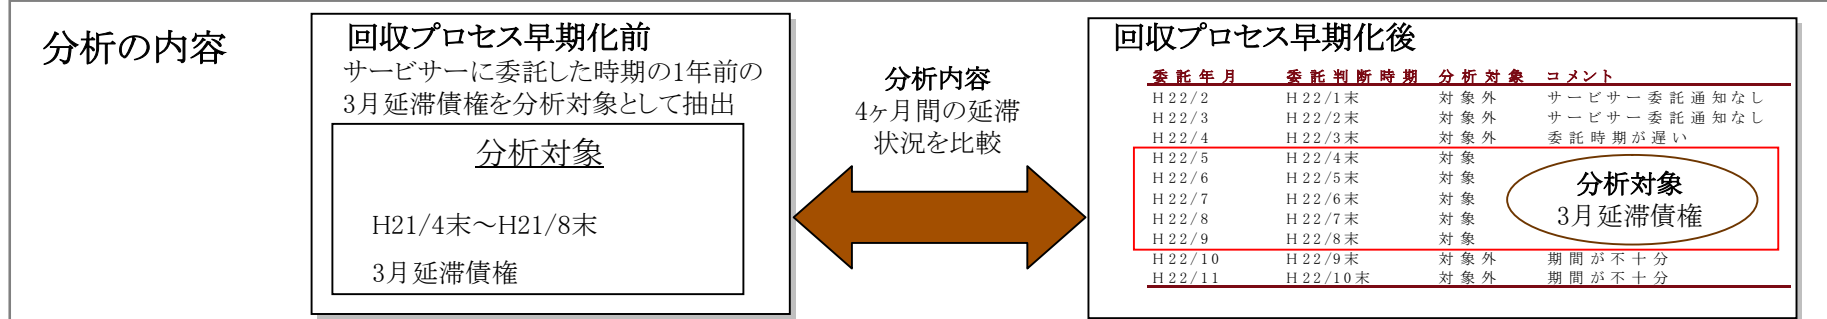 分析の内容
回収プロセス早期化前
サービサーに委託した時期の1年前の
3月延滞債権を分析対象として抽出
分析対象
H21/4末～H21/8末
3月延滞債権
分析内容
4ヶ月間の延滞
状況を比較
回収プロセス早期化後
委託年月 委託判断時期 分析対象 コメント
H22/2 H22/1末 対象外 サービサー委託通知なし
H22/3 H22/2末 対象外 サービサー委託通知なし
H22/4 H22/3末 対象外 委託時期が遅い
H22/5 H22/4末 対象
H22/6 H22/5末 対象
H22/7 H22/6末 対象
H22/8 H22/7末 対象
H22/9 H22/8末 対象
分析対象
3月延滞債権
H22/10 H22/9末 対象外 期間が不十分
H22/11 H22/10末 対象外 期間が不十分